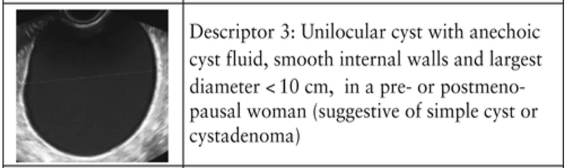 Descriptor 3: Unilocular cyst with anechoic
cyst fluid, smooth internal walls and largest
diameter < 10 cm,  in a pre- or postmeno-
pausal woman (suggestive of simple cyst or
cystadenoma)